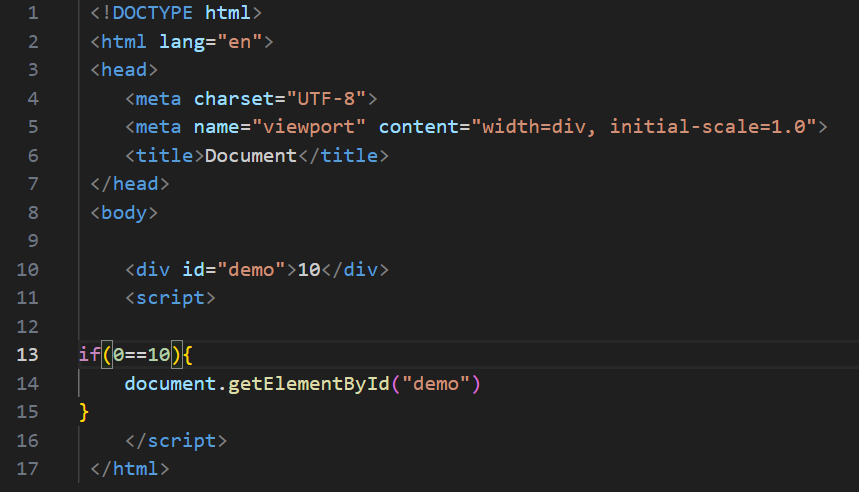 1 <!DOCTYPE html>
2 <html lang="en">
3 <head>
4 <meta charset="UTF-8">
5 <meta name="viewport" content="width=div, initial-scale=1.0">
6 <title>Document</title>
7 </head>
8 <body>
9
10 <div id="demo">10</div>
11 <script>
12
13 if(0==10){
14 document.getElementById("demo")
15 }
16 </script>
17 </html>